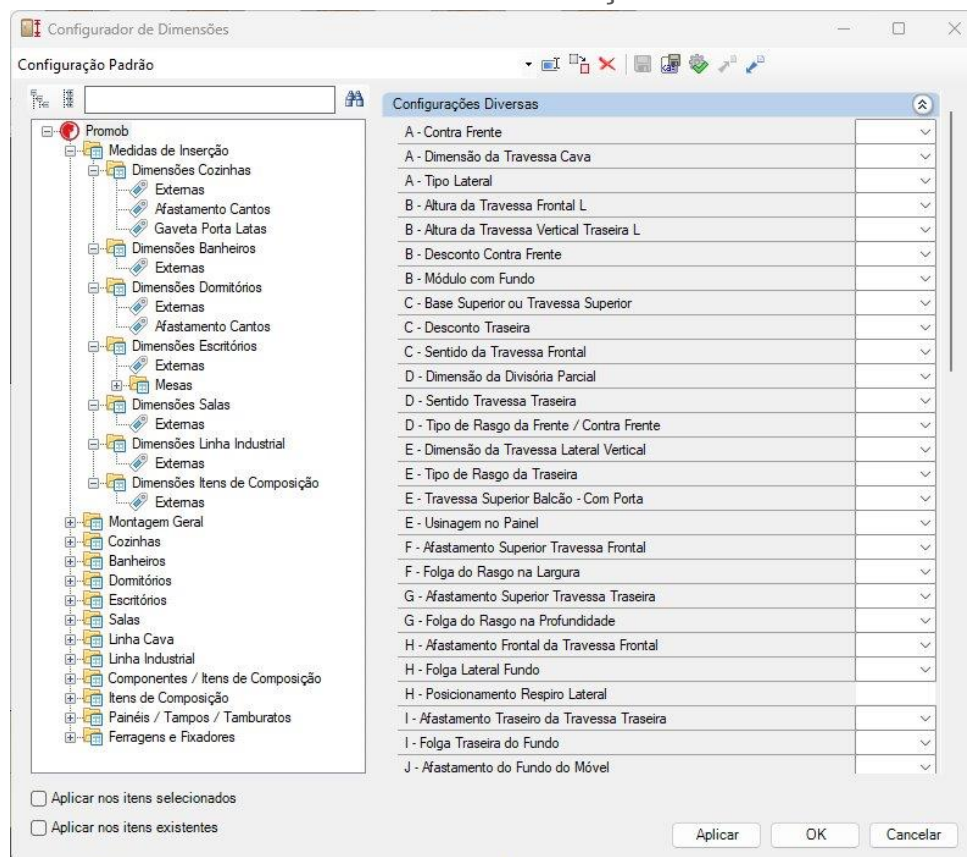 Configurador de Dimensões
Configuração Padrão
Promob
Medidas de Inserção
Dimensões Cozinhas
Externas
Afastamento Cantos
Gaveta Porta Latas
Dimensões Banheiros
Externas
Dimensões Dormitórios
Externas
Afastamento Cantos
Dimensões Escritórios
Externas
Mesas
Dimensões Salas
Externas
Dimensões Linha Industrial
Externas
Dimensões Itens de Composição
Externas
Montagem Geral
Cozinhas
Banheiros
Dormitórios
Escritórios
Salas
Linha Cava
Linha Industrial
Componentes / Itens de Composição
Itens de Composição
Painéis / Tampos / Tamburatos
Ferragens e Fixadores
Configurações Diversas
A - Contra Frente
A - Dimensão da Travessa Cava
A - Tipo Lateral
B - Altura da Travessa Frontal L
B - Altura da Travessa Vertical Traseira L
B - Desconto Contra Frente
B - Módulo com Fundo
C - Base Superior ou Travessa Superior
C - Desconto Traseira
C - Sentido da Travessa Frontal
D - Dimensão da Divisória Parcial
D - Sentido Travessa Traseira
D - Tipo de Rasgo da Frente / Contra Frente
E - Dimensão da Travessa Lateral Vertical
E - Tipo de Rasgo da Traseira
E - Travessa Superior Balcão - Com Porta
E - Usinagem no Painel
F - Afastamento Superior Travessa Frontal
F - Folga do Rasgo na Largura
G - Afastamento Superior Travessa Traseira
G - Folga do Rasgo na Profundidade
H - Afastamento Frontal da Travessa Frontal
H - Folga Lateral Fundo
H - Posicionamento Respiro Lateral
I - Afastamento Traseiro da Travessa Traseira
I - Folga Traseira do Fundo
J - Afastamento do Fundo do Móvel
Aplicar nos itens selecionados
Aplicar nos itens existentes
Aplicar
OK
Cancelar